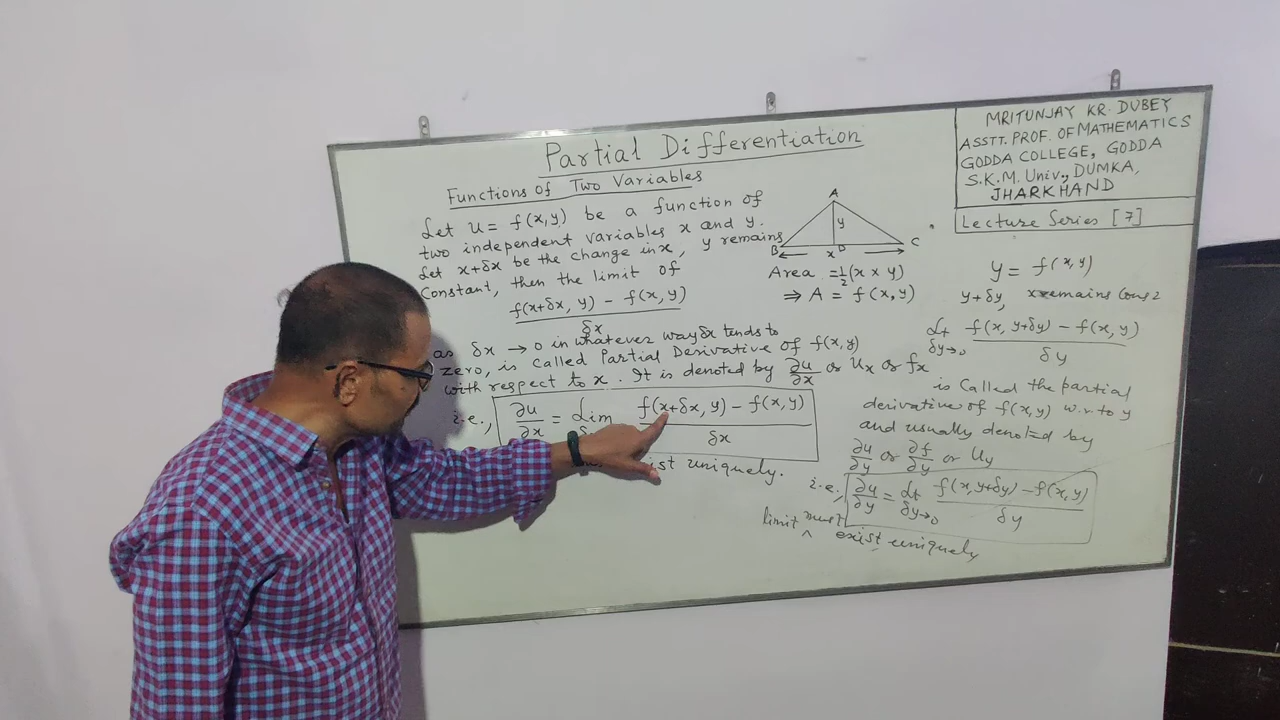 Partial Differentiation
Functions of Two Variables
Let u = f(x,y) be a function of
two independent variables x and y.
Let x+δx be the change in x, y remains
Constant, then the limit of
f(x+δx, y) - f(x, y)
δx
as δx → 0 in whatever way δx tends to
zero, is called Partial Derivative of f(x,y)
with respect to x. It is denoted by ∂u/∂x or Ux or fx
i.e., ∂u/∂x = Lim f(x+δx, y) - f(x, y)
δx
exist uniquely.
A
y
B x D C
Area = 1/2 (x × y)
⇒ A = f(x, y)
MRITUNJAY KR. DUBEY
ASSTT. PROF. OF MATHEMATICS
GODDA COLLEGE, GODDA
S.K.M. Univ., DUMKA,
JHARKHAND
Lecture Series [7]
y = f(x, y)
y+δy, x remains
Lt δy→0 f(x, y+δy) - f(x, y)
δy
is Called the partial
derivative of f(x,y) w.r. to y
and usually denoted by
∂u/∂y or ∂f/∂y or Uy
i.e., ∂u/∂y = Lt δy→0 f(x, y+δy) - f(x, y)
δy
limit must exist uniquely